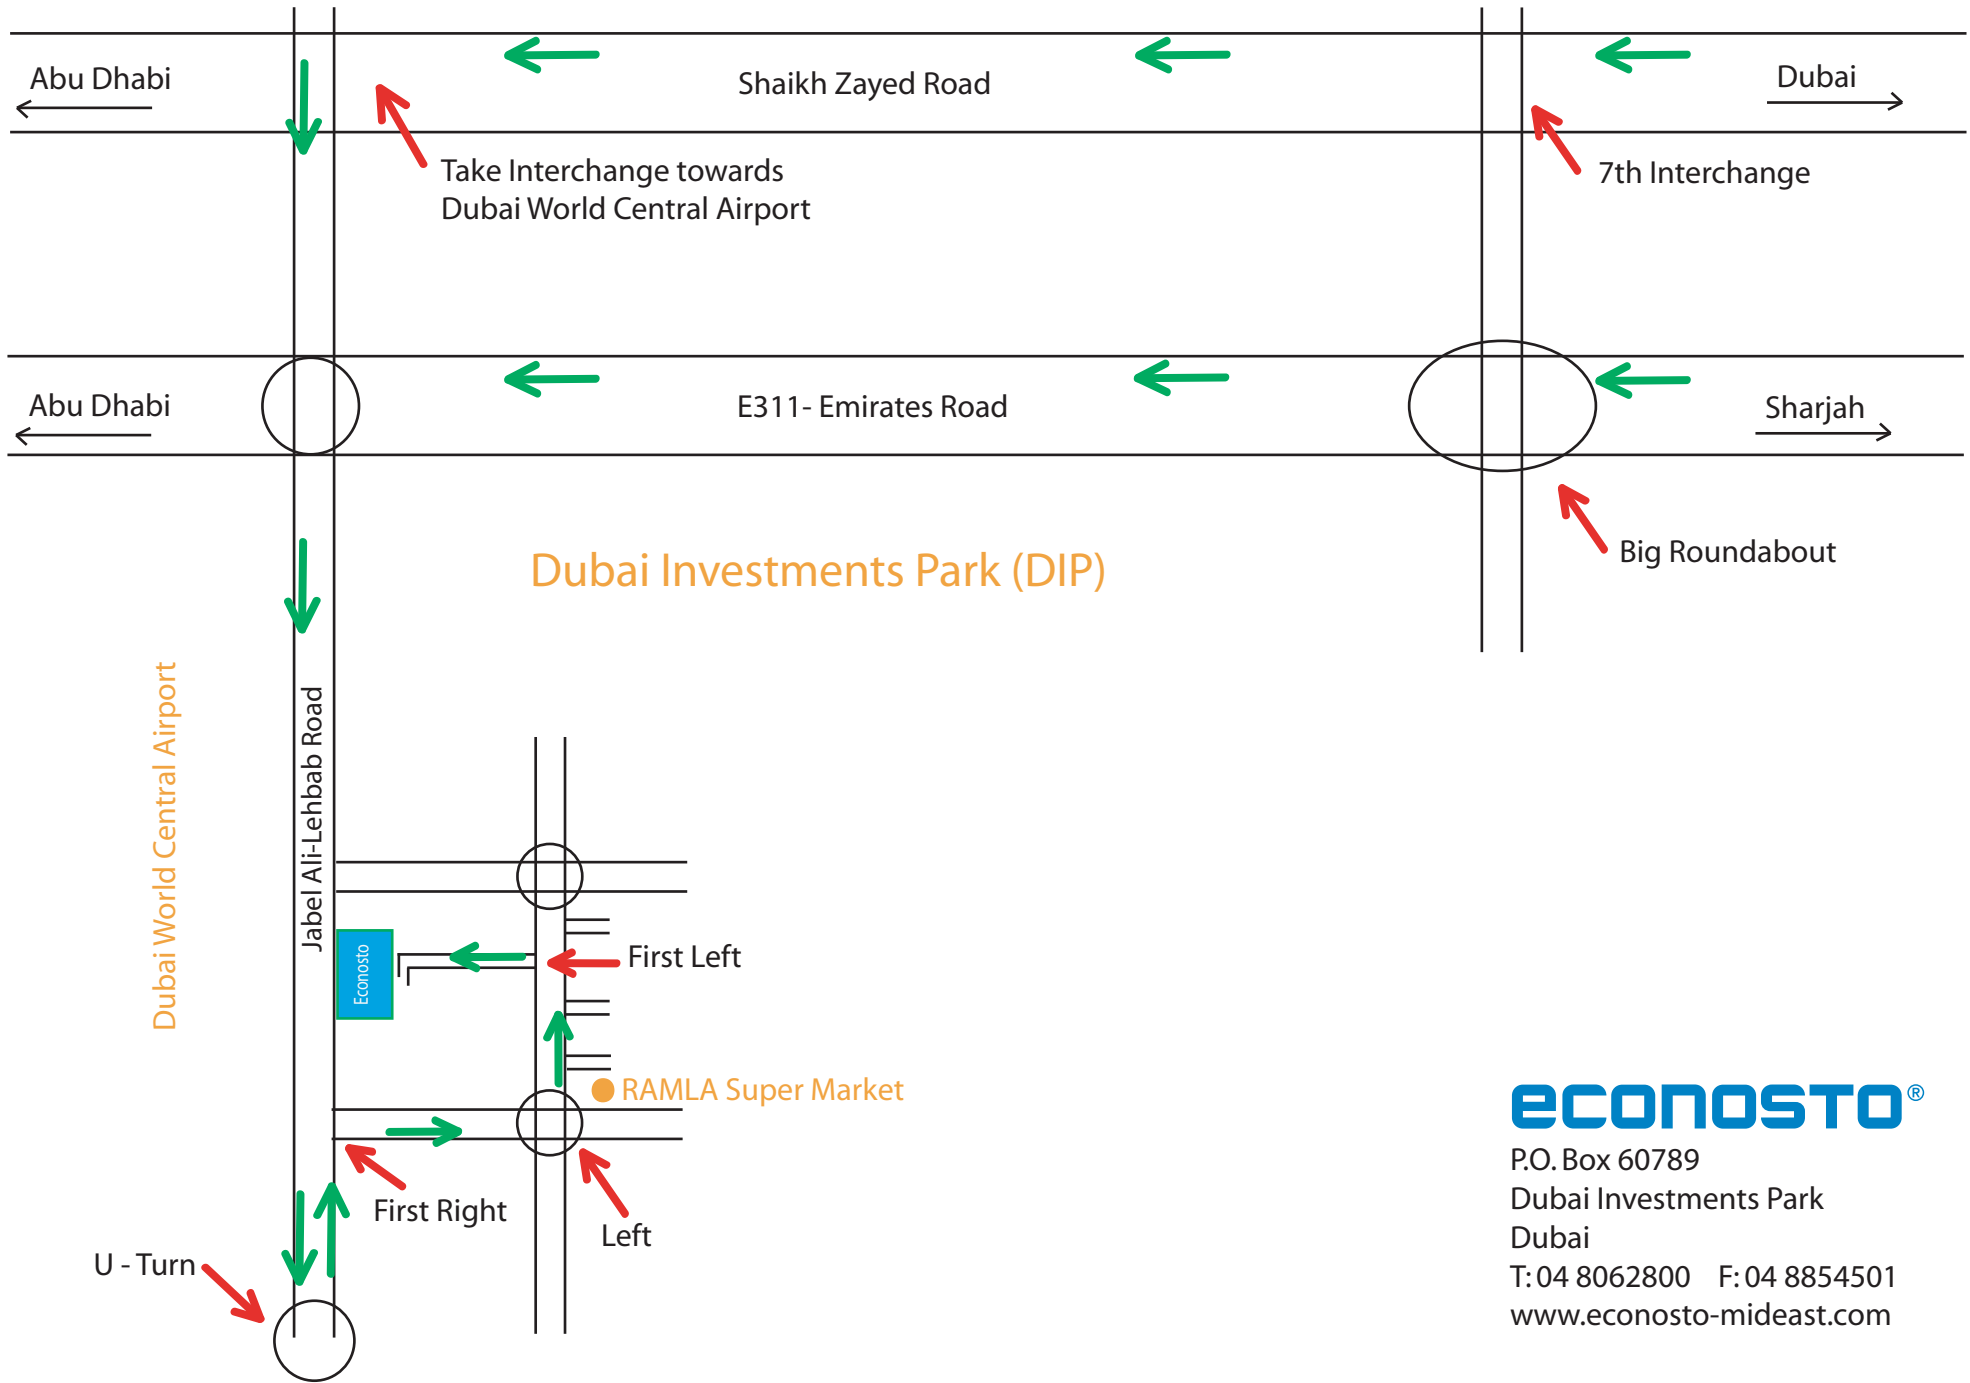 Abu Dhabi
Shaikh Zayed Road
Dubai
Take Interchange towards
Dubai World Central Airport
7th Interchange
Abu Dhabi
E311- Emirates Road
Sharjah
Big Roundabout
Dubai Investments Park (DIP)
Dubai World Central Airport
Jabel Ali-Lehbab Road
Econosto
First Left
RAMLA Super Market
First Right
Left
U - Turn
econosto®
P.O. Box 60789
Dubai Investments Park
Dubai
T: 04 8062800 F: 04 8854501
www.econosto-mideast.com